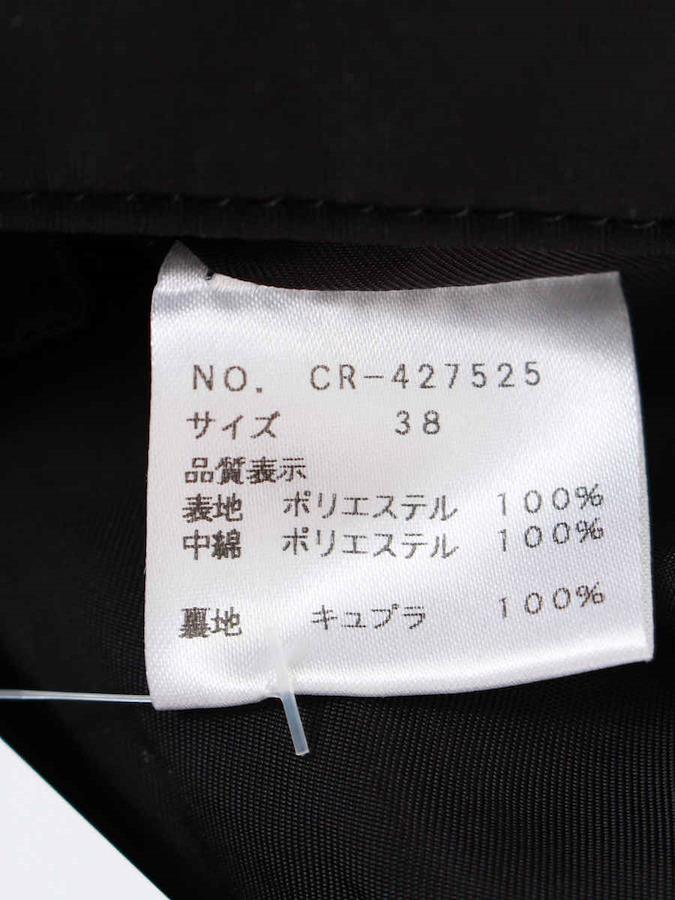 NO. CR-427525
サイズ 38
品質表示
表地 ポリエステル 100%
中綿 ポリエステル 100%
裏地 キュプラ 100%